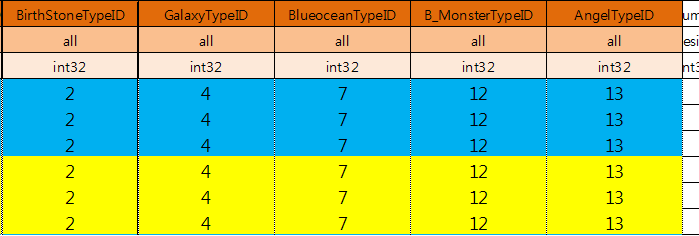 BirthStoneTypeID GalaxyTypeID BlueoceanTypeID B_MonsterTypeID AngelTypeID
all all all all all
int32 int32 int32 int32 int32
2 4 7 12 13
2 4 7 12 13
2 4 7 12 13
2 4 7 12 13
2 4 7 12 13
2 4 7 12 13